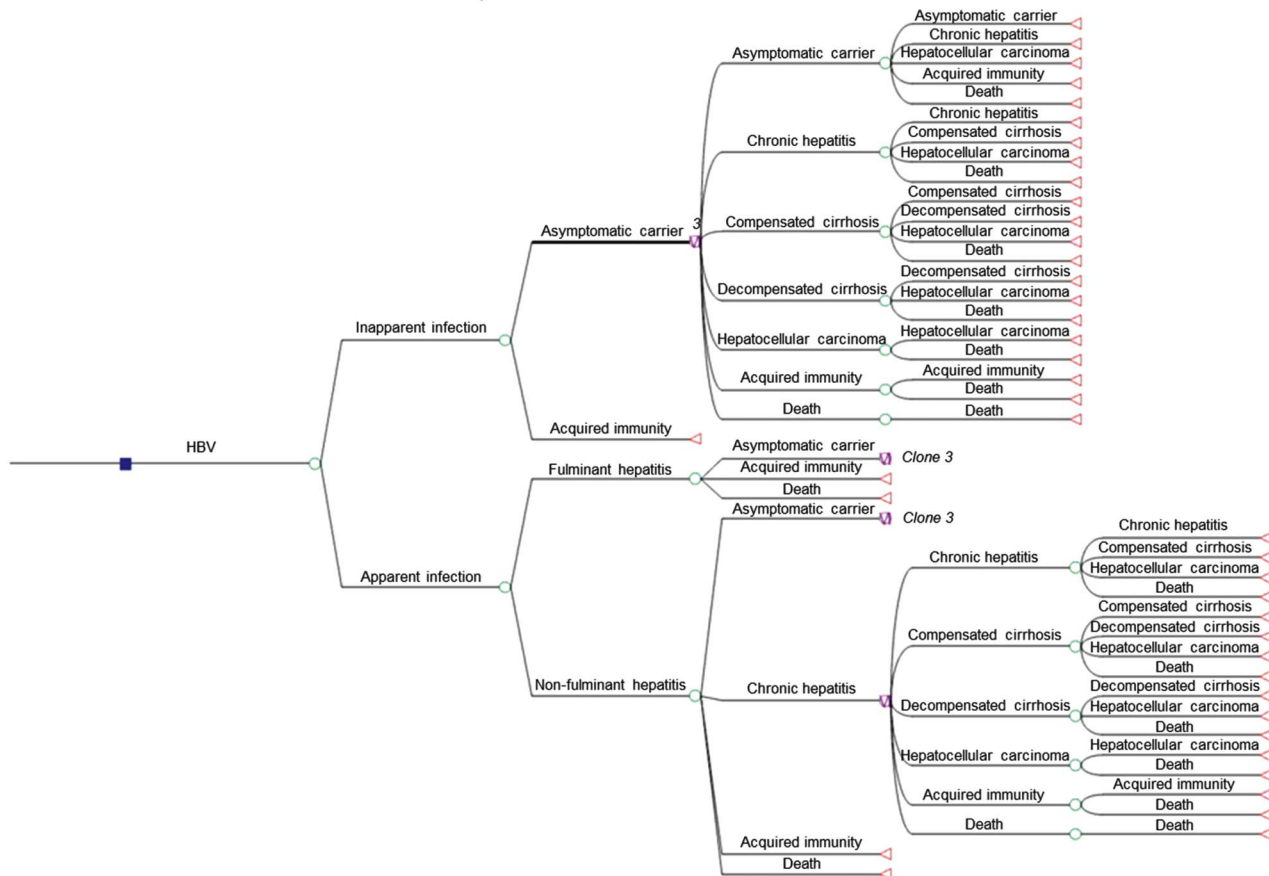 Asymptomatic carrier
Chronic hepatitis
Asymptomatic carrier
Hepatocellular carcinoma
Acquired immunity
Death
Chronic hepatitis
Chronic hepatitis
Compensated cirrhosis
Hepatocellular carcinoma
Death
Compensated cirrhosis
Compensated cirrhosis
Decompensated cirrhosis
Hepatocellular carcinoma
Death
Asymptomatic carrier 3
Decompensated cirrhosis
Decompensated cirrhosis
Hepatocellular carcinoma
Death
Inapparent infection
Hepatocellular carcinoma
Hepatocellular carcinoma
Death
Acquired immunity
Acquired immunity
Death
Death
Death
Acquired immunity
HBV
Asymptomatic carrier
Clone 3
Fulminant hepatitis
Acquired immunity
Death
Asymptomatic carrier
Clone 3
Apparent infection
Chronic hepatitis
Chronic hepatitis
Compensated cirrhosis
Hepatocellular carcinoma
Death
Compensated cirrhosis
Compensated cirrhosis
Decompensated cirrhosis
Hepatocellular carcinoma
Death
Non-fulminant hepatitis
Chronic hepatitis
Decompensated cirrhosis
Decompensated cirrhosis
Hepatocellular carcinoma
Death
Hepatocellular carcinoma
Hepatocellular carcinoma
Death
Acquired immunity
Acquired immunity
Death
Death
Death
Acquired immunity
Death